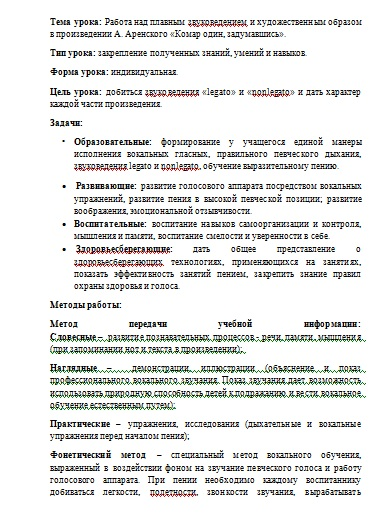 Тема урока: Работа над плавным звуковедением и художественным образом
в произведении А. Аренского «Комар один, задумавшись».
Тип урока: закрепление полученных знаний, умений и навыков.
Форма урока: индивидуальная.
Цель урока: добиться звуковедения «legato» и «nonlegato» и дать характер
каждой части произведения.
Задачи:
• Образовательные: формирование у учащегося единой манеры
исполнения вокальных гласных, правильного певческого дыхания,
звуковедения legato и nonlegato, обучение выразительному пению.
• Развивающие: развитие голосового аппарата посредством вокальных
упражнений, развитие пения в высокой певческой позиции; развитие
воображения, эмоциональной отзывчивости.
• Воспитательные: воспитание навыков самоорганизации и контроля,
мышления и памяти, воспитание смелости и уверенности в себе.
• Здоровьесберегающие: дать общее представление о
здоровьесберегающих технологиях, применяющихся на занятиях,
показать эффективность занятий пением, закрепить знание правил
охраны здоровья и голоса.
Методы работы:
Метод передачи учебной информации:
Словесные – развитие познавательных процессов - речи, памяти, мышления
(при запоминании нот и текста в произведении).
Наглядные – демонстрации, иллюстрации (объяснение и показ
профессионального вокального звучания. Показ звучания дает возможность
использовать природную способность детей к подражанию и вести вокальное
обучение естественным путем);
Практические – упражнения, исследования (дыхательные и вокальные
упражнения перед началом пения);
Фонетический метод – специальный метод вокального обучения,
выраженный в воздействии фонем на звучание певческого голоса и работу
голосового аппарата. При пении необходимо каждому воспитаннику
добиваться легкости, полетности, звонкости звучания, вырабатывать